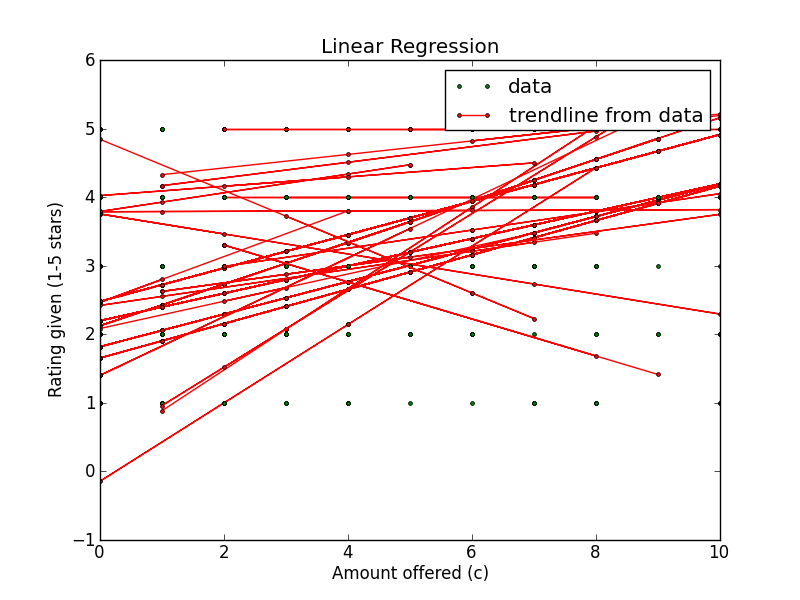 Linear Regression
data
trendline from data
6
5
4
3
2
1
0
−1
0
2
4
6
8
10
Rating given (1-5 stars)
Amount offered (c)